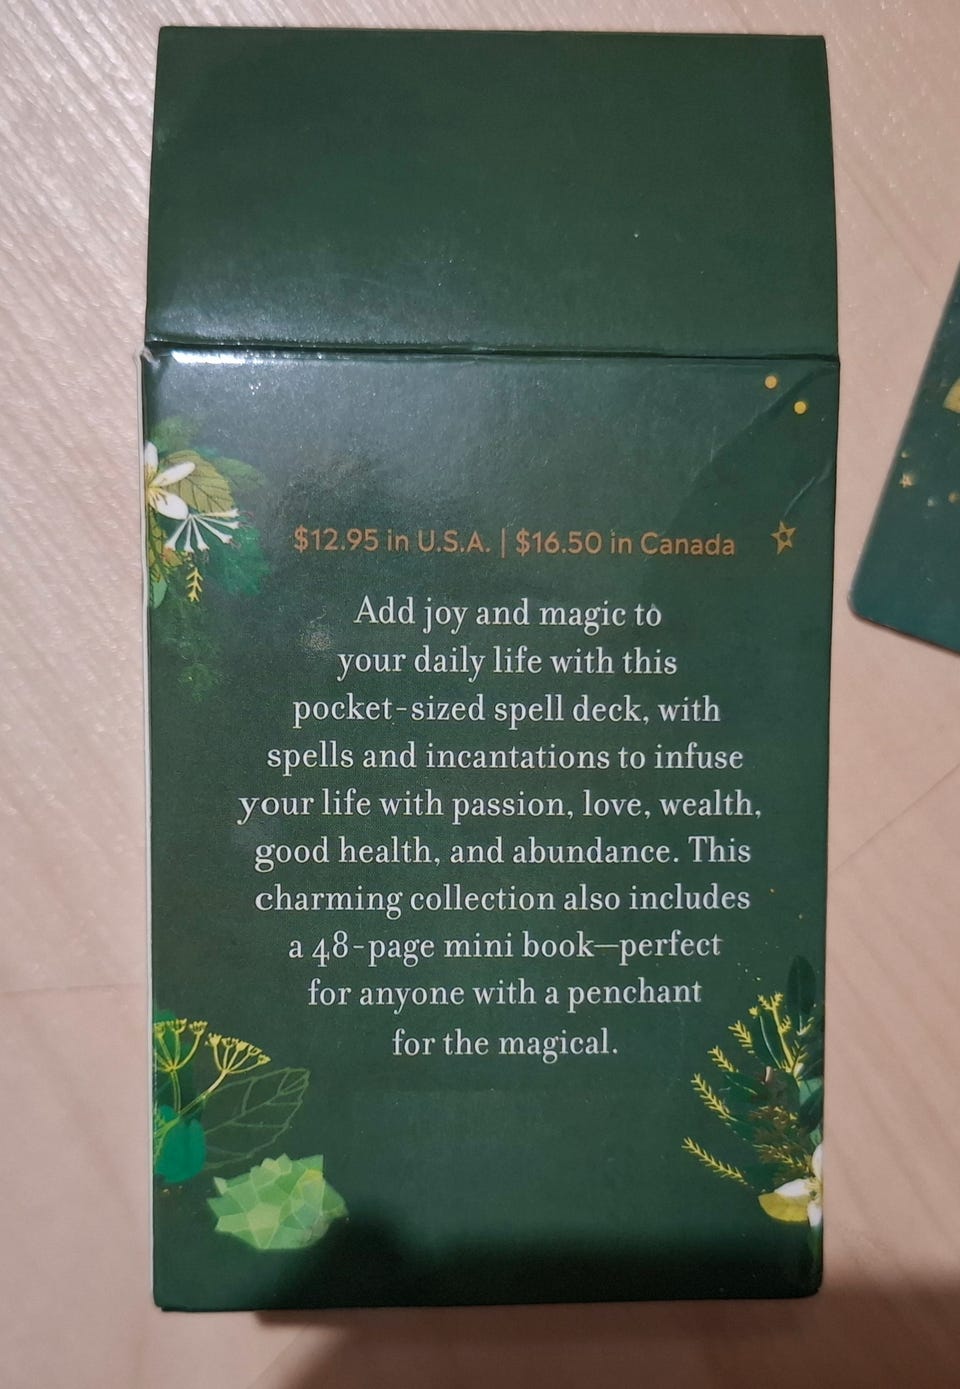 $12.95 in U.S.A. | $16.50 in Canada
Add joy and magic to
your daily life with this
pocket-sized spell deck, with
spells and incantations to infuse
your life with passion, love, wealth,
good health, and abundance. This
charming collection also includes
a 48-page mini book—perfect
for anyone with a penchant
for the magical.